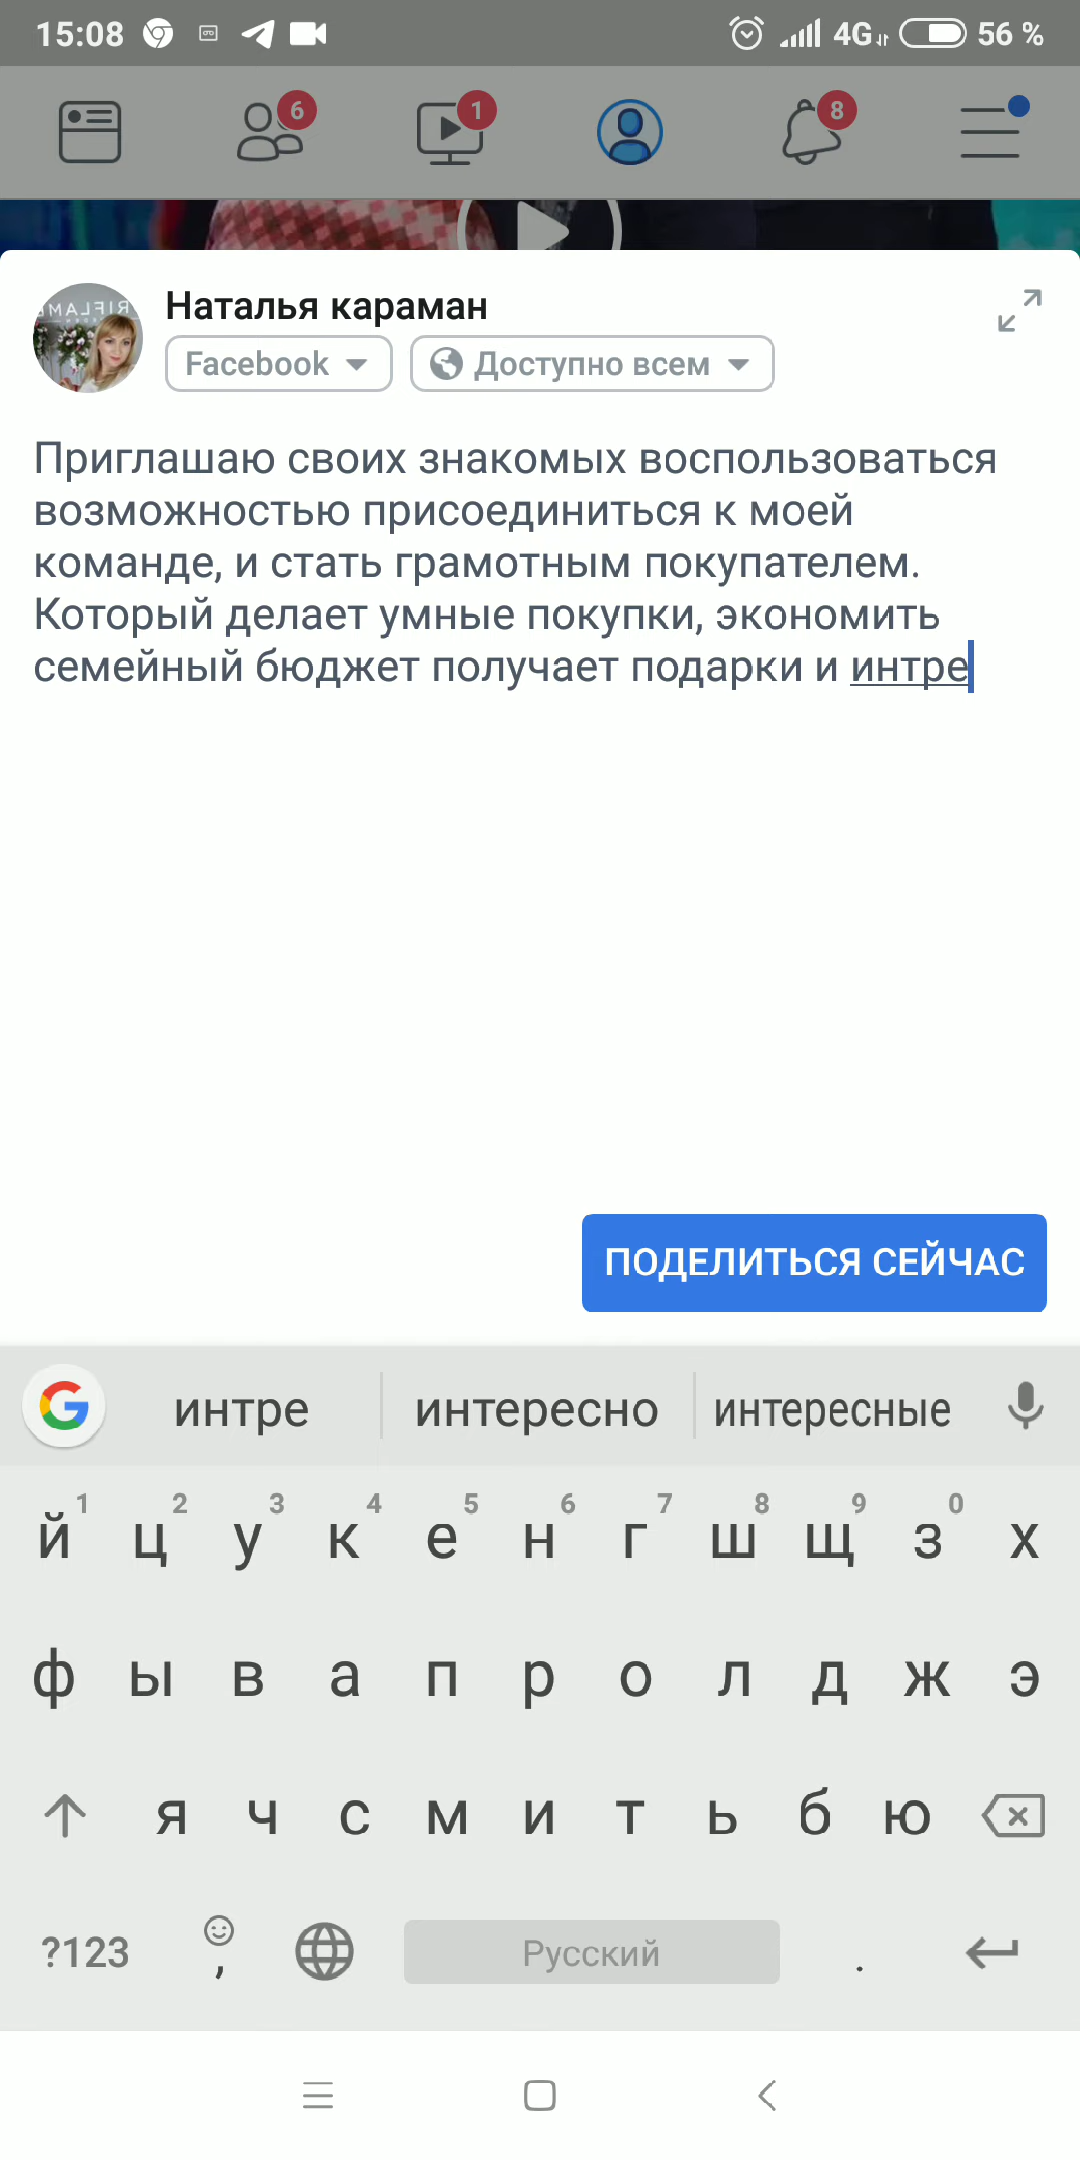 15:08 4G 56 %
6 1 8
Наталья караман
Facebook Доступно всем
Приглашаю своих знакомых воспользоваться
возможностью присоединиться к моей
команде, и стать грамотным покупателем.
Который делает умные покупки, экономить
семейный бюджет получает подарки и интре
ПОДЕЛИТЬСЯ СЕЙЧАС
интре интересно интересные
1 2 3 4 5 6 7 8 9 0
й ц у к е н г ш щ з х
ф ы в а п р о л д ж э
я ч с м и т ь б ю
?123 , Русский .